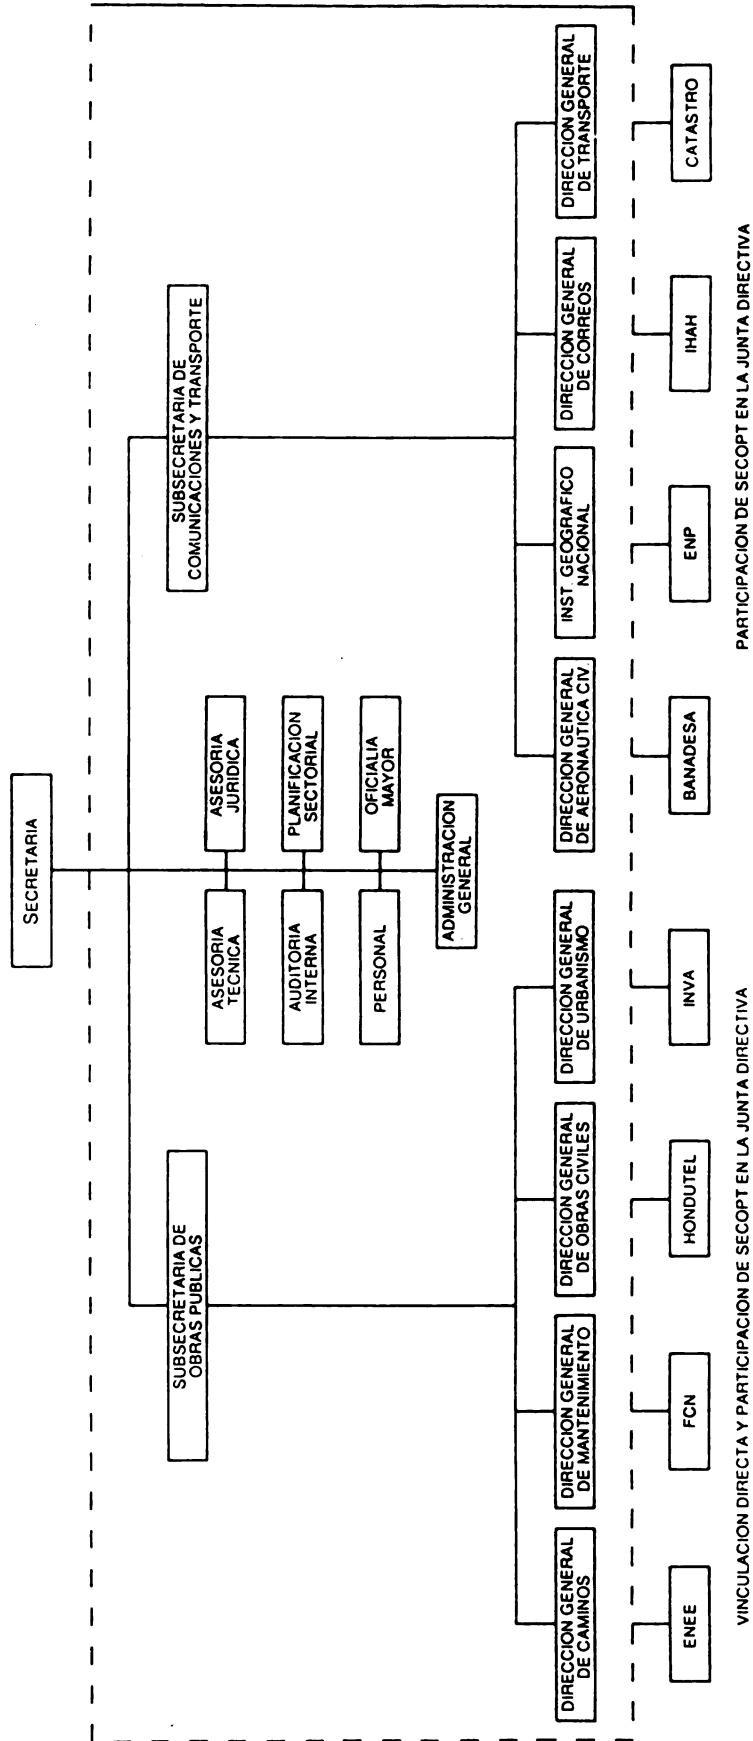 SECRETARIA
SUBSECRETARIA DE
OBRAS PUBLICAS
SUBSECRETARIA DE
COMUNICACIONES Y TRANSPORTE
ASESORIA
TECNICA
ASESORIA
JURIDICA
AUDITORIA
INTERNA
PLANIFICACION
SECTORIAL
PERSONAL
OFICIALIA
MAYOR
ADMINISTRACION
GENERAL
DIRECCION GENERAL
DE CAMINOS
DIRECCION GENERAL
DE MANTENIMIENTO
DIRECCION GENERAL
DE OBRAS CIVILES
DIRECCION GENERAL
DE URBANISMO
DIRECCION GENERAL
DE AERONAUTICA CIV.
INST. GEOGRAFICO
NACIONAL
DIRECCION GENERAL
DE CORREOS
DIRECCION GENERAL
DE TRANSPORTE
ENEE
FCN
HONDUTEL
INVA
BANADESA
ENP
IHAH
CATASTRO
VINCULACION DIRECTA Y PARTICIPACION DE SECOPT EN LA JUNTA DIRECTIVA
PARTICIPACION DE SECOPT EN LA JUNTA DIRECTIVA